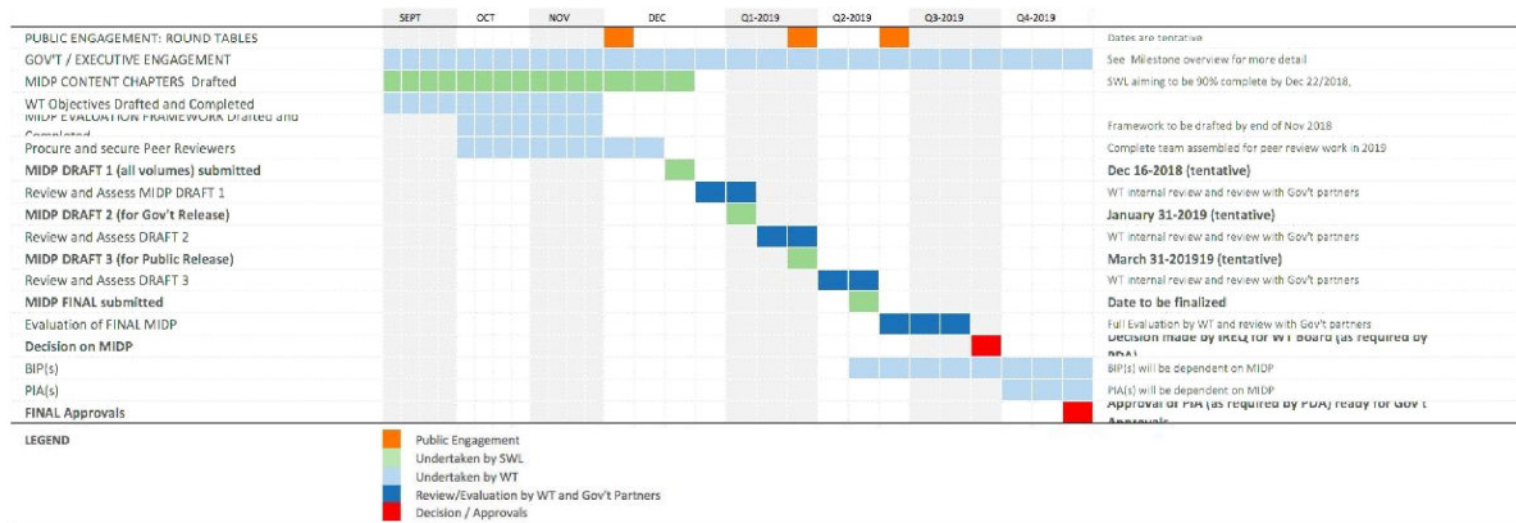 SEPT OCT NOV DEC Q1-2019 Q2-2019 Q3-2019 Q4-2019
PUBLIC ENGAGEMENT: ROUND TABLES Dates are tentative
GOV'T / EXECUTIVE ENGAGEMENT See Milestone overview for more detail
MIDP CONTENT CHAPTERS Drafted SWL aiming to be 90% complete by Dec 22/2018,
WT Objectives Drafted and Completed
MIDP EVALUATION FRAMEWORK Drafted and
Completed Framework to be drafted by end of Nov 2018
Procure and secure Peer Reviewers Complete team assembled for peer review work in 2019
MIDP DRAFT 1 (all volumes) submitted Dec 16-2018 (tentative)
Review and Assess MIDP DRAFT 1 WT internal review and review with Gov't partners
MIDP DRAFT 2 (for Gov't Release) January 31-2019 (tentative)
Review and Assess DRAFT 2 WT internal review and review with Gov't partners
MIDP DRAFT 3 (for Public Release) March 31-201919 (tentative)
Review and Assess DRAFT 3 WT internal review and review with Gov't partners
MIDP FINAL submitted Date to be finalized
Evaluation of FINAL MIDP Full Evaluation by WT and review with Gov't partners
Decision on MIDP Decision made by IREQ for WT Board (as required by
PDA)
BIP(s) BIP(s) will be dependent on MIDP
PIA(s) PIA(s) will be dependent on MIDP
FINAL Approvals Approval of PIA (as required by PDA) ready for Gov't
Approvals
LEGEND Public Engagement
Undertaken by SWL
Undertaken by WT
Review/Evaluation by WT and Gov't Partners
Decision / Approvals